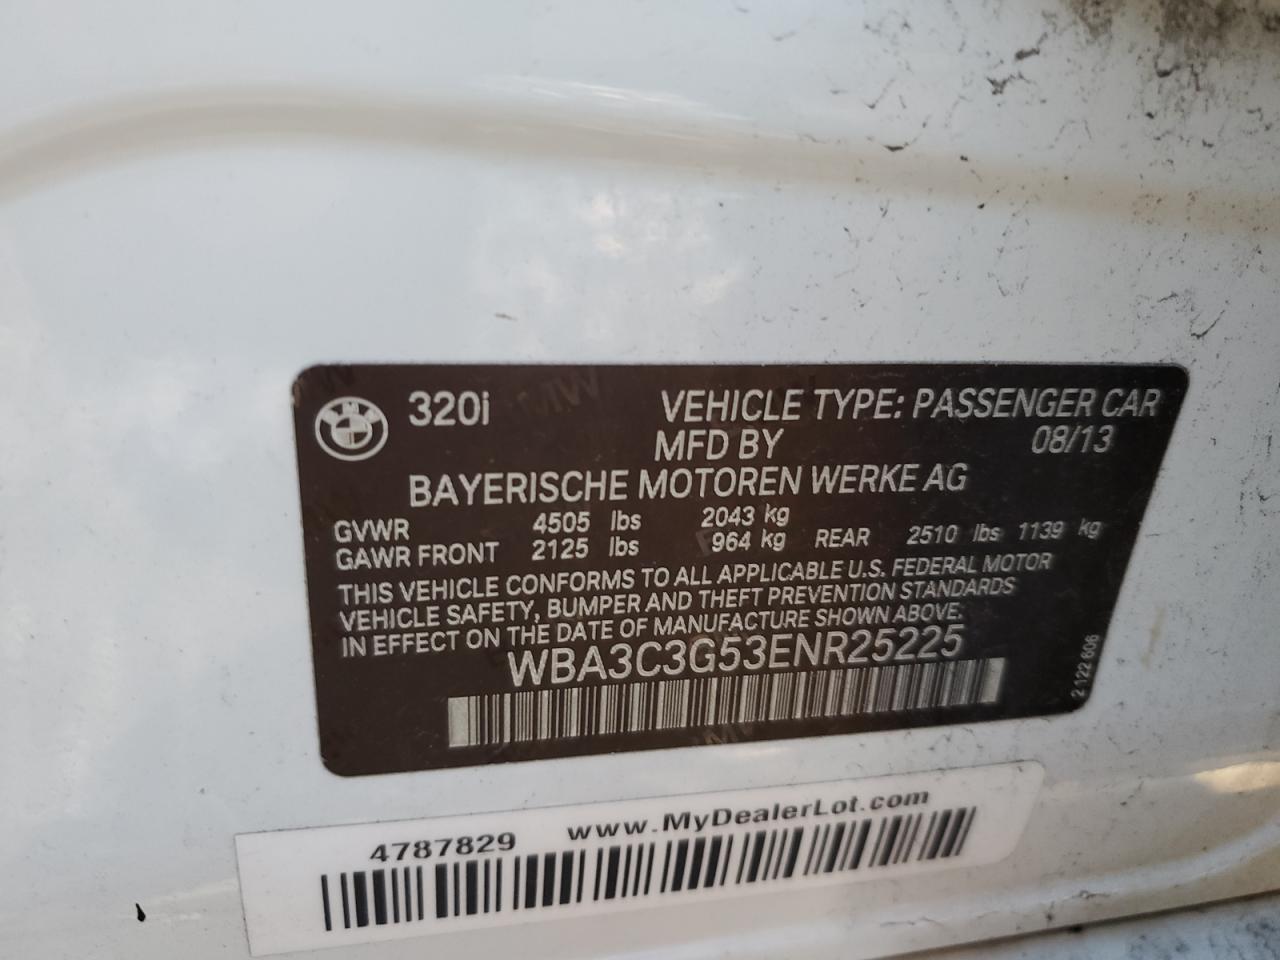 320i VEHICLE TYPE: PASSENGER CAR
MFD BY 08/13
BAYERISCHE MOTOREN WERKE AG
GVWR 4505 lbs 2043 kg
GAWR FRONT 2125 lbs 964 kg REAR 2510 lbs 1139 kg
THIS VEHICLE CONFORMS TO ALL APPLICABLE U.S. FEDERAL MOTOR
VEHICLE SAFETY, BUMPER AND THEFT PREVENTION STANDARDS
IN EFFECT ON THE DATE OF MANUFACTURE SHOWN ABOVE:
WBA3C3G53ENR25225
2 122 606
4787829 www.MyDealerLot.com